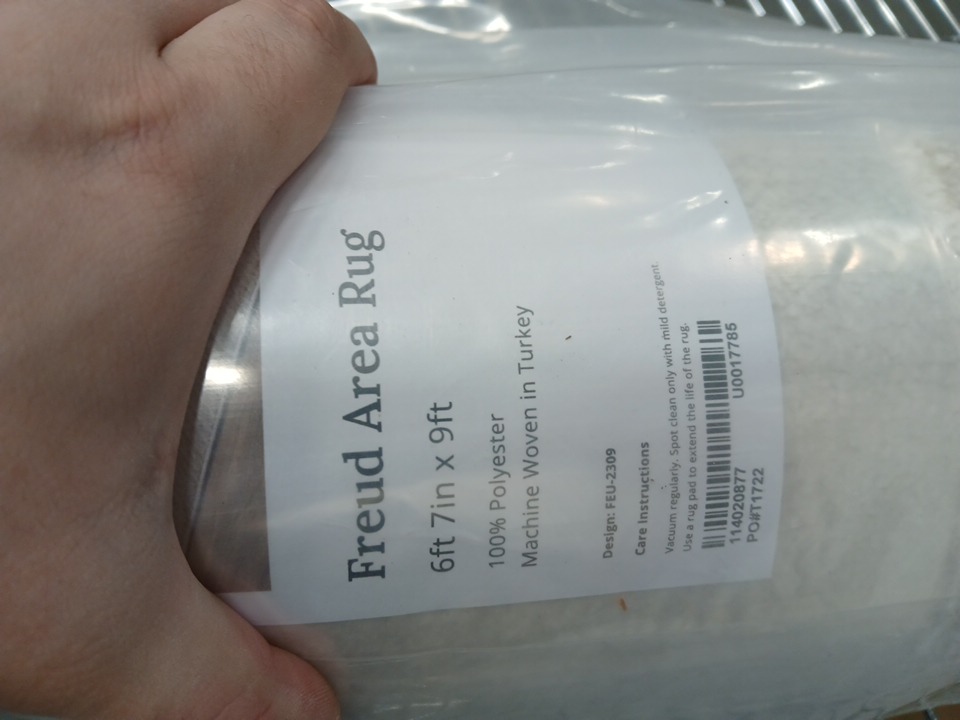 Freud Area Rug
6ft 7in x 9ft
100% Polyester
Machine Woven in Turkey
Design: FEU-2309
Care Instructions
Vacuum regularly. Spot clean only with mild detergent.
Use a rug pad to extend the life of the rug.
114020877 U0017785
PO#T1722